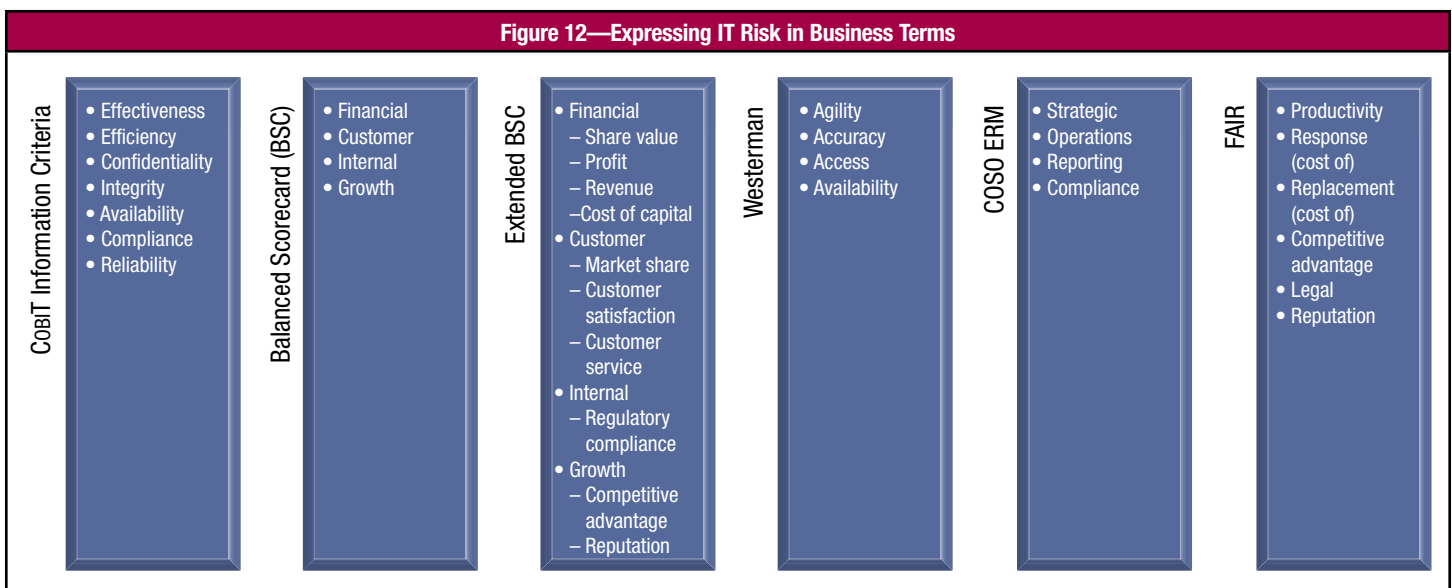 Figure 12—Expressing IT Risk in Business Terms
COBIT Information Criteria
• Effectiveness
• Efficiency
• Confidentiality
• Integrity
• Availability
• Compliance
• Reliability
Balanced Scorecard (BSC)
• Financial
• Customer
• Internal
• Growth
Extended BSC
• Financial
– Share value
– Profit
– Revenue
–Cost of capital
• Customer
– Market share
– Customer
satisfaction
– Customer
service
• Internal
– Regulatory
compliance
• Growth
– Competitive
advantage
– Reputation
Westerman
• Agility
• Accuracy
• Access
• Availability
COSO ERM
• Strategic
• Operations
• Reporting
• Compliance
FAIR
• Productivity
• Response
(cost of)
• Replacement
(cost of)
• Competitive
advantage
• Legal
• Reputation